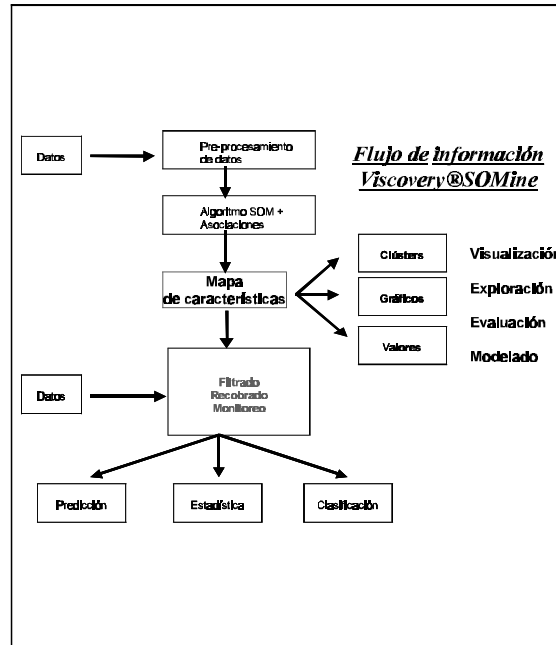 Datos
Pre-procesamiento
de datos
Flujo de información
Viscovery®SOMine
Algoritmo SOM +
Asociaciones
Mapa
de características
Clústers
Visualización
Gráficos
Exploración
Valores
Evaluación
Modelado
Datos
Filtrado
Recobrado
Monitoreo
Predicción
Estadística
Clasificación